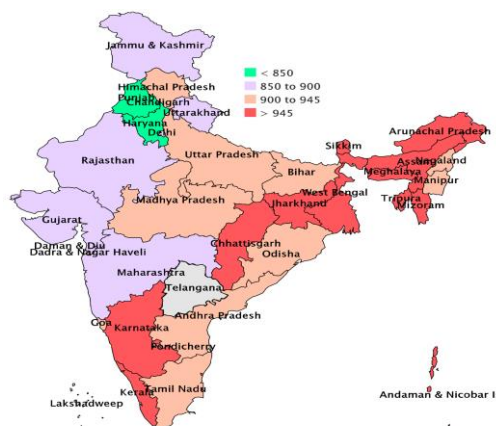 Jammu & Kashmir
Himachal Pradesh
Punjab
Chandigarh
Uttarakhand
Haryana
Delhi
< 850
850 to 900
900 to 945
> 945
Rajasthan
Uttar Pradesh
Bihar
Sikkim
Arunachal Pradesh
Assam
Nagaland
Meghalaya
Manipur
Tripura
Mizoram
West Bengal
Jharkhand
Gujarat
Madhya Pradesh
Daman & Diu
Dadra & Nagar Haveli
Chhattisgarh
Odisha
Maharashtra
Telangana
Andhra Pradesh
Goa
Karnataka
Pondicherry
Kerala
Tamil Nadu
Lakshadweep
Andaman & Nicobar I